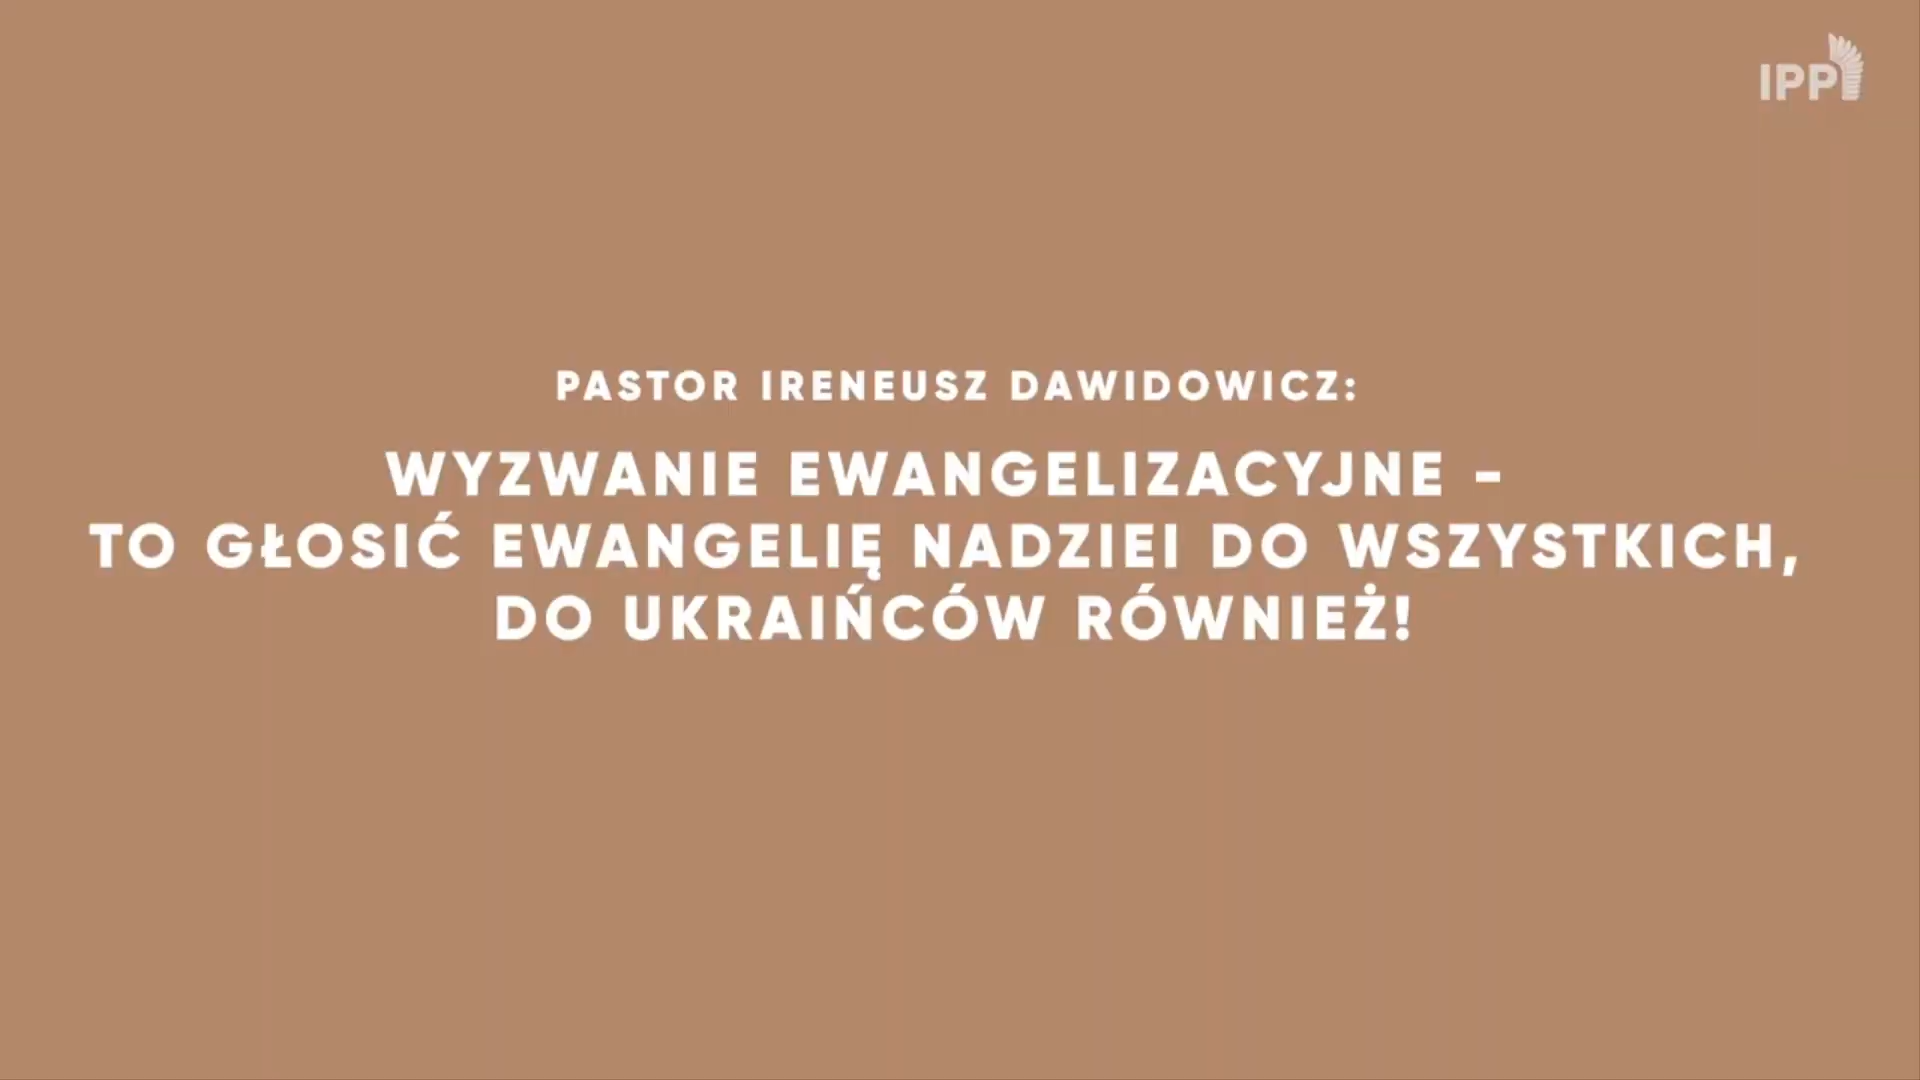 IPP
PASTOR IRENEUSZ DAWIDOWICZ:
WYZWANIE EWANGELIZACYJNE -
TO GŁOSIĆ EWANGELIĘ NADZIEI DO WSZYSTKICH,
DO UKRAIŃCÓW RÓWNIEŻ!